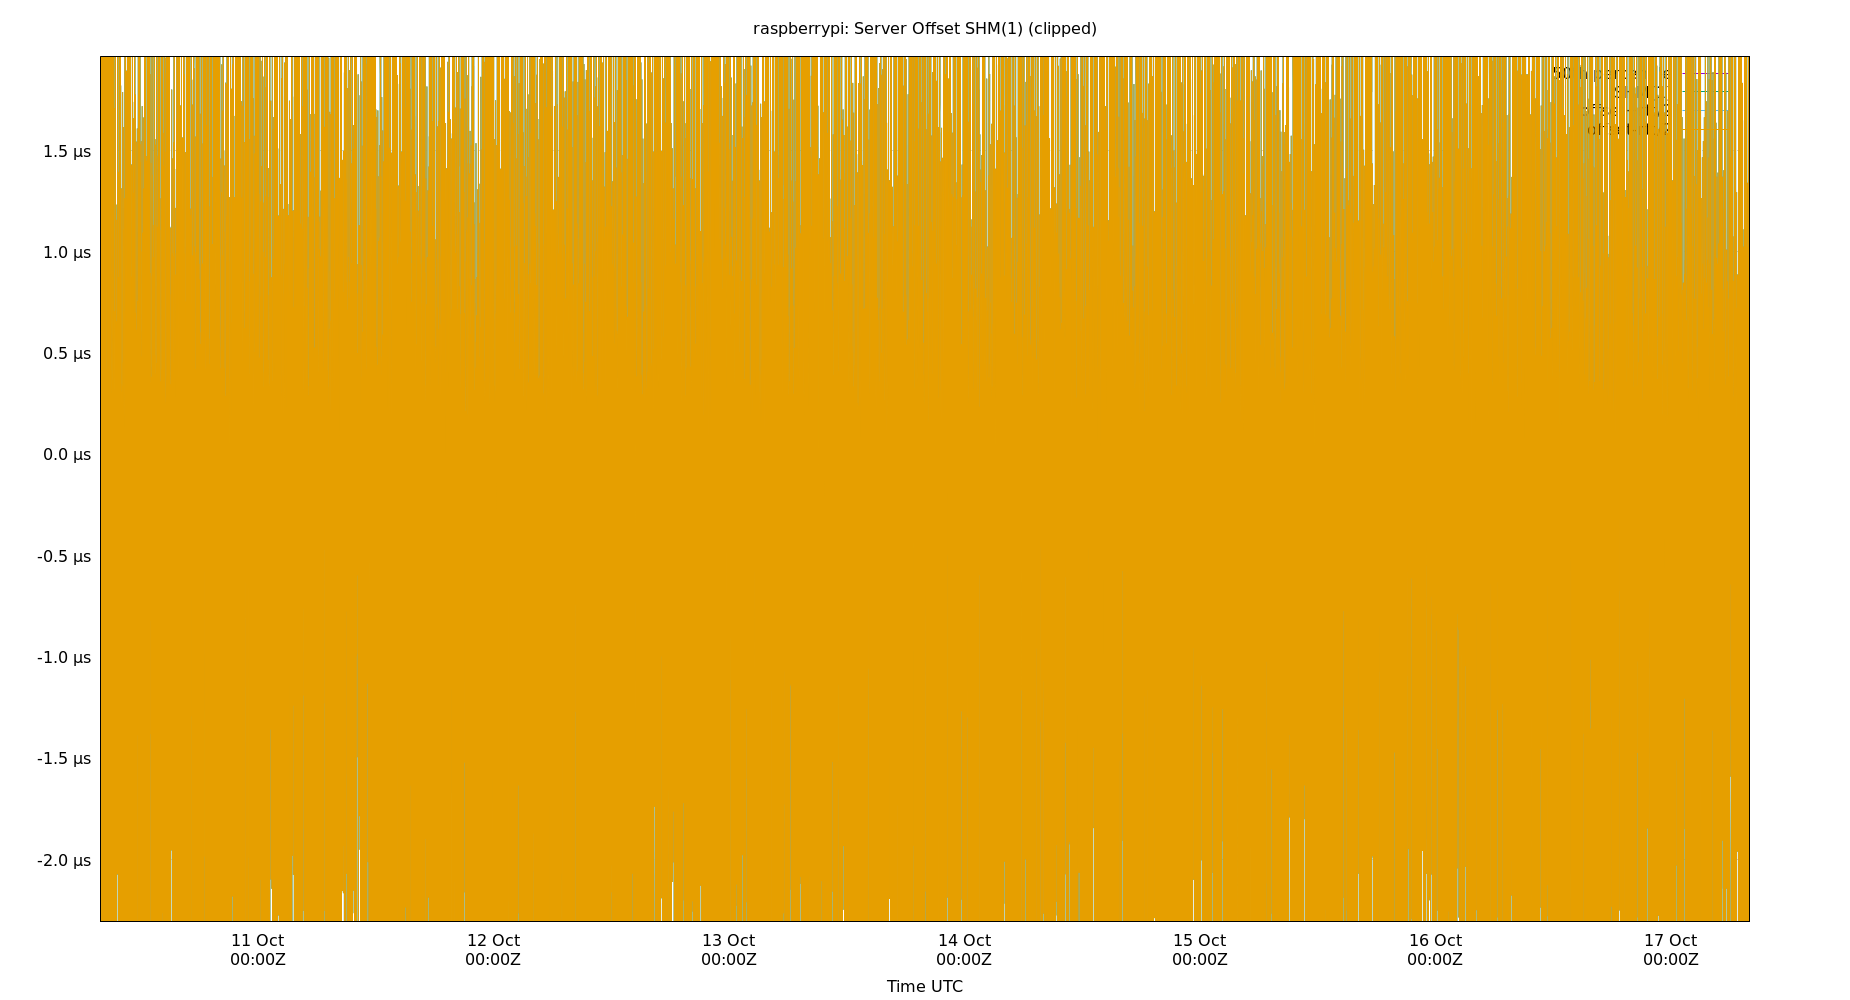 raspberrypi: Server Offset SHM(1) (clipped)
1.5 µs
1.0 µs
0.5 µs
0.0 µs
-0.5 µs
-1.0 µs
-1.5 µs
-2.0 µs
11 Oct 12 Oct 13 Oct 14 Oct 15 Oct 16 Oct 17 Oct
00:00Z 00:00Z 00:00Z 00:00Z 00:00Z 00:00Z 00:00Z
Time UTC